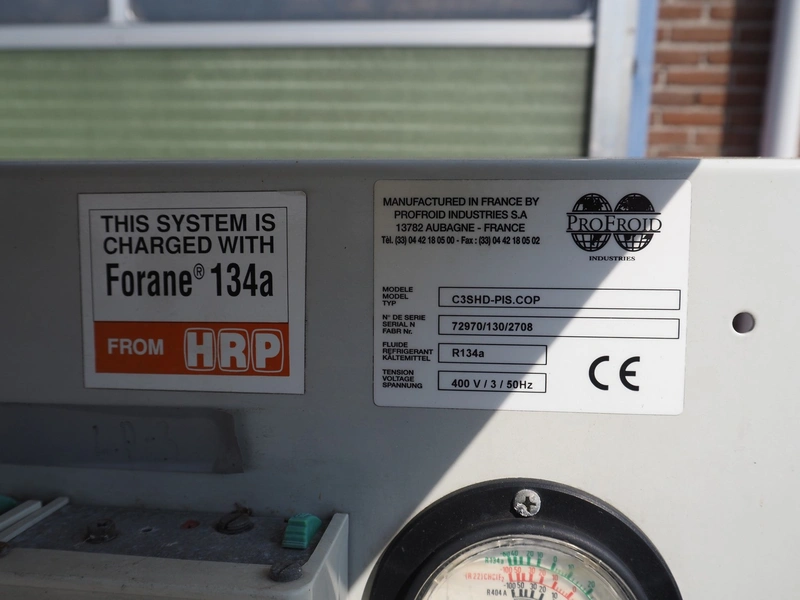 THIS SYSTEM IS
CHARGED WITH
Forane® 134a
FROM HRP
MANUFACTURED IN FRANCE BY
PROFROID INDUSTRIES S.A
13782 AUBAGNE - FRANCE
Tél. (33) 04 42 18 05 00 - Fax : (33) 04 42 18 05 02
PROFROID
INDUSTRIES
MODELE
MODEL
TYP
C3SHD-PIS.COP
N° DE SERIE
SERIAL N
FABR Nr.
72970/130/2708
FLUIDE
REFRIGERANT
KÄLTEMITTEL
R134a
TENSION
VOLTAGE
SPANNUNG
400 V / 3 / 50Hz
CE
R404A